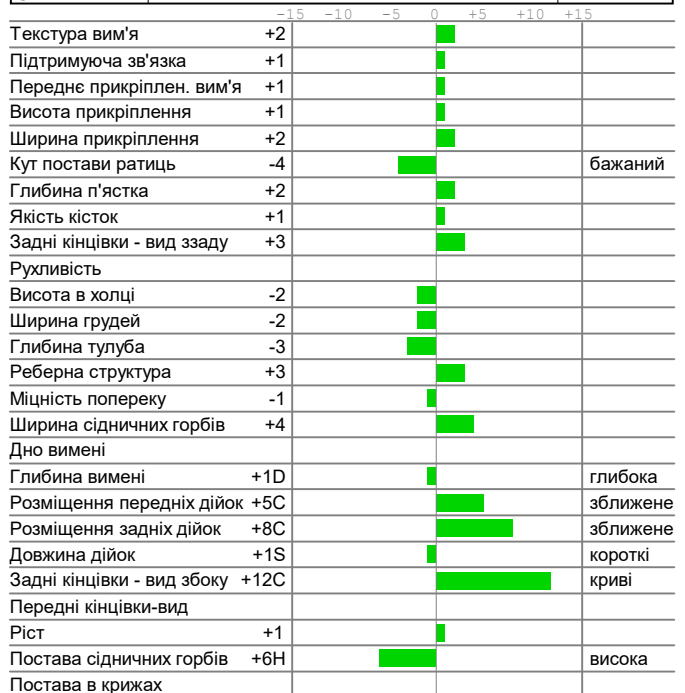 -15 -10 -5 0 +5 +10 +15
Текстура вим'я +2
Підтримуюча зв'язка +1
Переднє прикріплен. вим'я +1
Висота прикріплення +1
Ширина прикріплення +2
Кут постави ратиць -4 бажаний
Глибина п'ястка +2
Якість кісток +1
Задні кінцівки - вид ззаду +3
Рухливість
Висота в холці -2
Ширина грудей -2
Глибина тулуба -3
Реберна структура +3
Міцність попереку -1
Ширина сідничних горбів +4
Дно вимені
Глибина вимені +1D глибока
Розміщення передніх дійок +5C зближене
Розміщення задніх дійок +8C зближене
Довжина дійок +1S короткі
Задні кінцівки - вид збоку +12C криві
Передні кінцівки-вид
Ріст +1
Постава сідничних горбів +6H висока
Постава в крижах